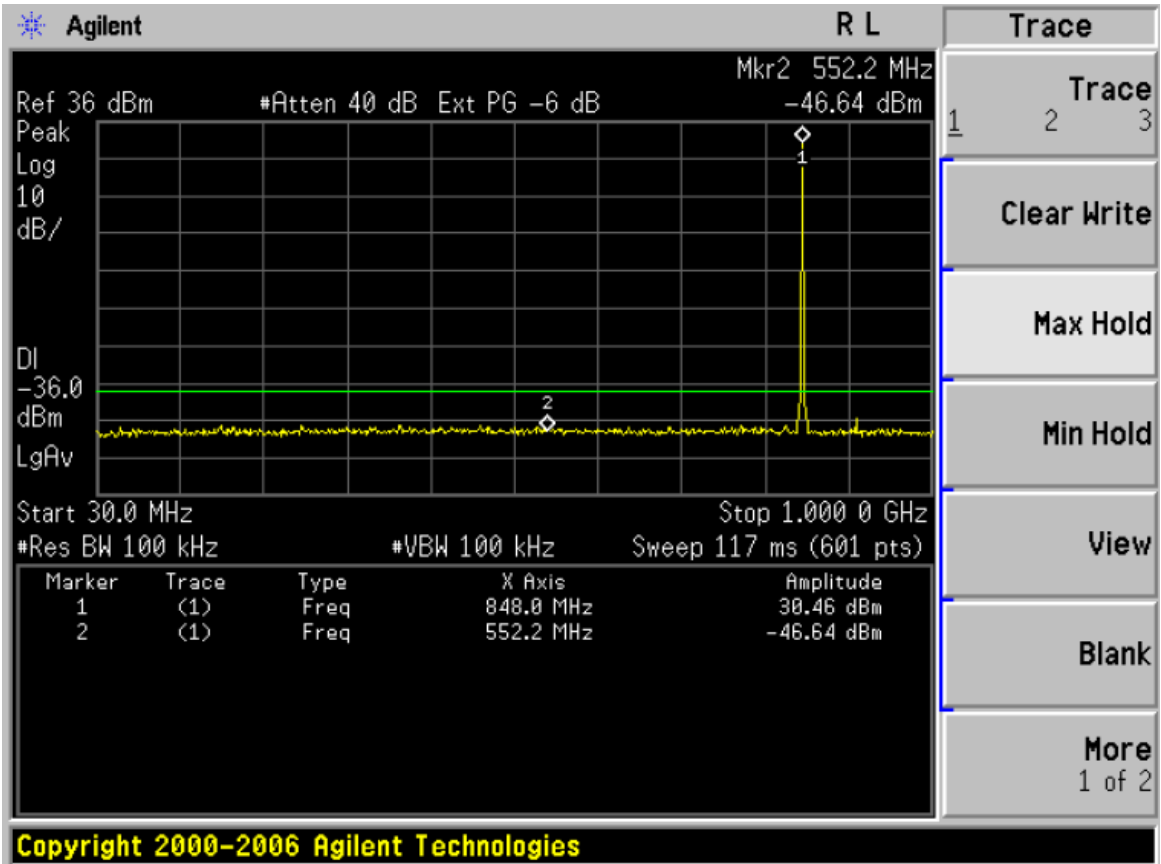 Agilent R L
Mkr2 552.2 MHz
Ref 36 dBm #Atten 40 dB Ext PG -6 dB -46.64 dBm
Peak
Log
10
dB/
1
DI
-36.0
dBm
2
LgAv
Start 30.0 MHz Stop 1.000 0 GHz
#Res BW 100 kHz #VBW 100 kHz Sweep 117 ms (601 pts)
Marker Trace Type X Axis Amplitude
1 (1) Freq 848.0 MHz 30.46 dBm
2 (1) Freq 552.2 MHz -46.64 dBm
Trace
Trace
1 2 3
Clear Write
Max Hold
Min Hold
View
Blank
More
1 of 2
Copyright 2000-2006 Agilent Technologies